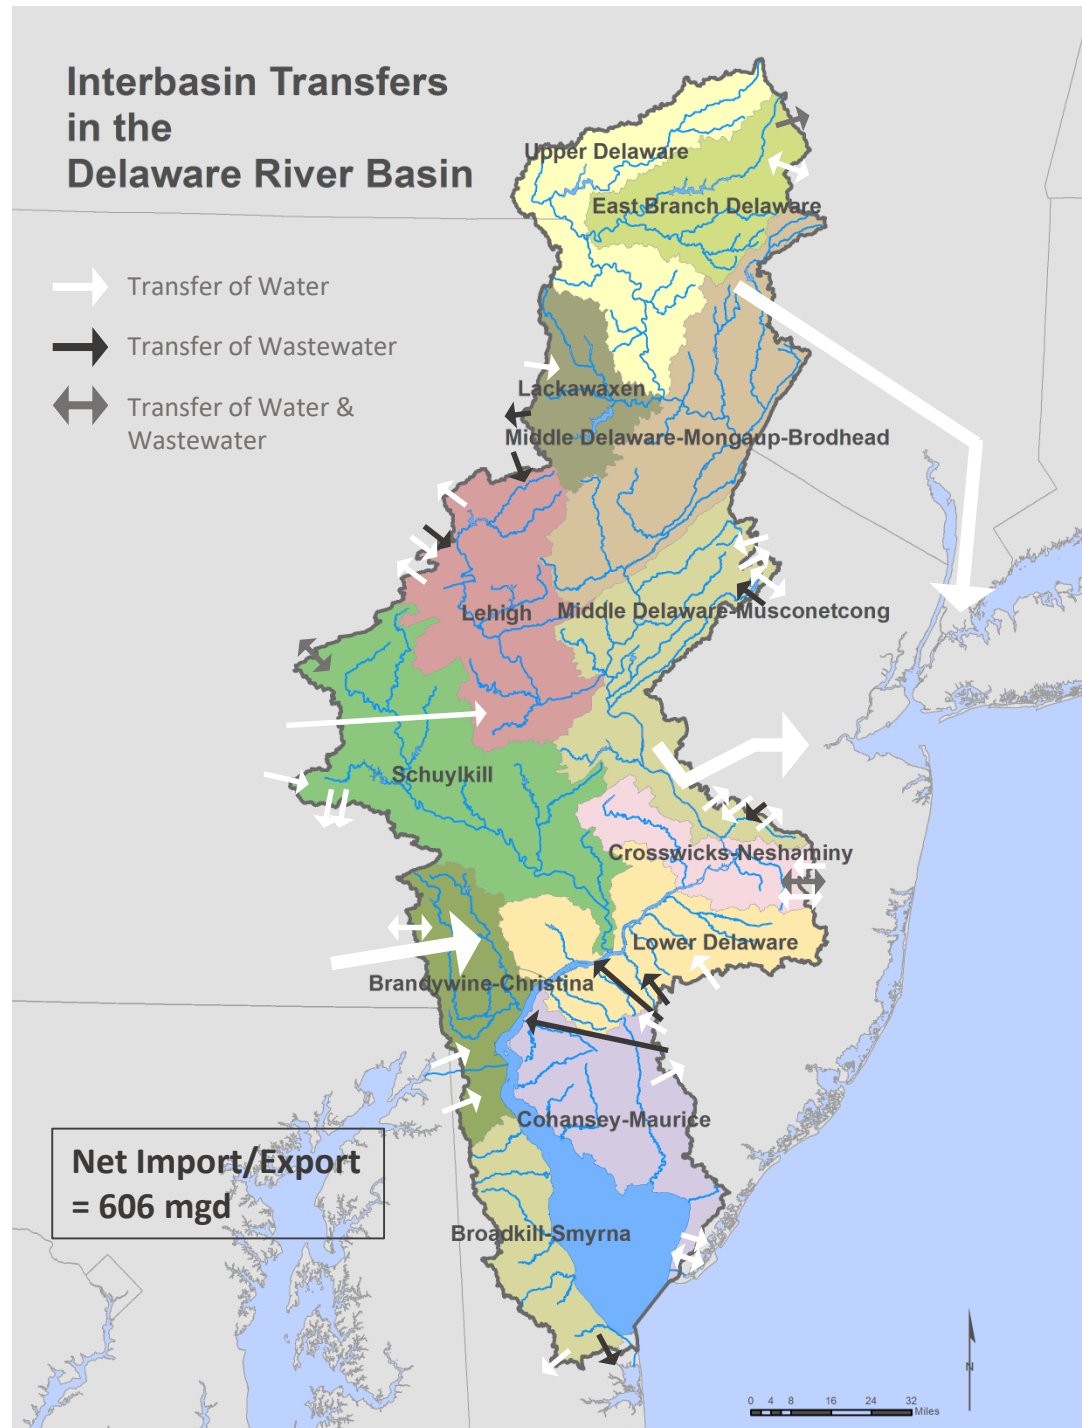 Interbasin Transfers
in the
Delaware River Basin
Transfer of Water
Transfer of Wastewater
Transfer of Water &
Wastewater
Upper Delaware
East Branch Delaware
Lackawaxen
Middle Delaware-Mongaup-Brodhead
Lehigh
Middle Delaware-Musconetcong
Schuylkill
Crosswicks-Neshaminy
Lower Delaware
Brandywine-Christina
Cohansey-Maurice
Net Import/Export
= 606 mgd
Broadkill-Smyrna
N
0 4 8 16 24 32
Miles